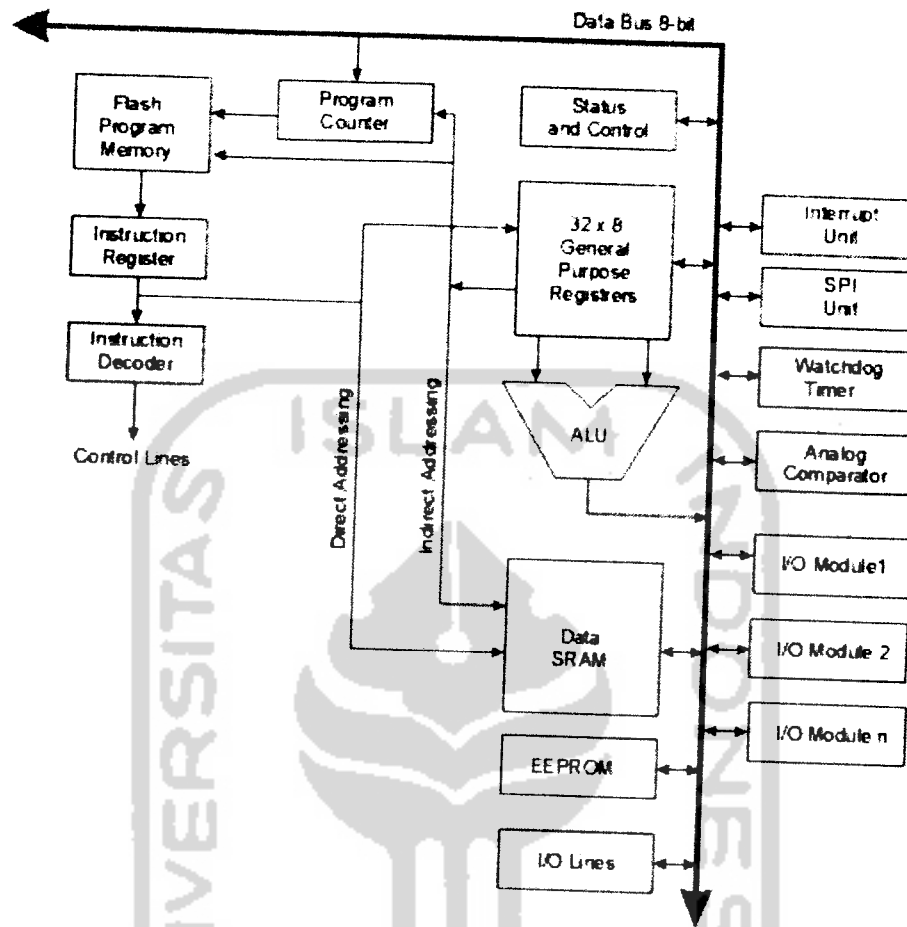 Data Bus 8-bit
Flash
Program
Memory
Program
Counter
Status
and Control
Instruction
Register
32 x 8
General
Purpose
Registrers
Interrupt
Unit
SPI
Unit
Instruction
Decoder
Watchdog
Timer
Control Lines
Direct Addressing
Indirect Addressing
ALU
Analog
Comparator
I/O Module1
Data
SRAM
I/O Module 2
I/O Module n
EEPROM
I/O Lines
ISLAM